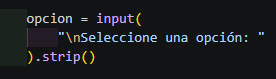 opcion = input(
"\nSeleccione una opción: "
).strip()